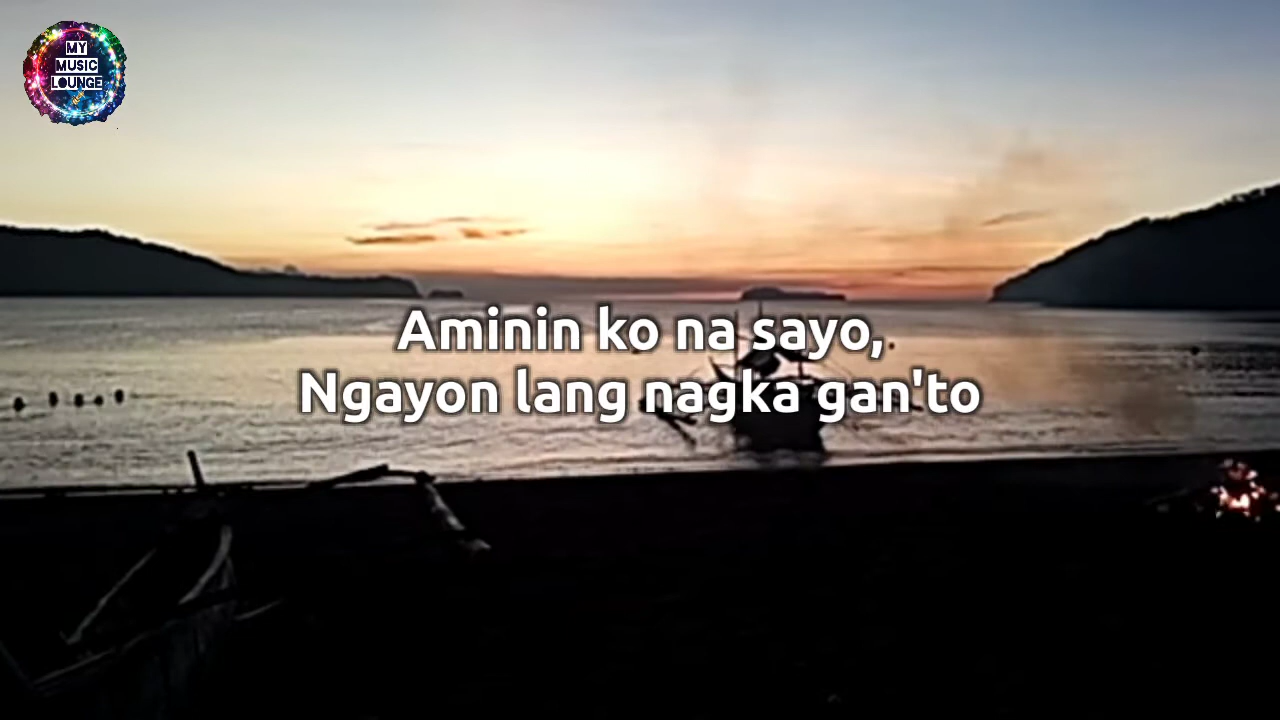 MY
MUSIC
LOUNGE
Aminin ko na sayo,
Ngayon lang nagka gan'to